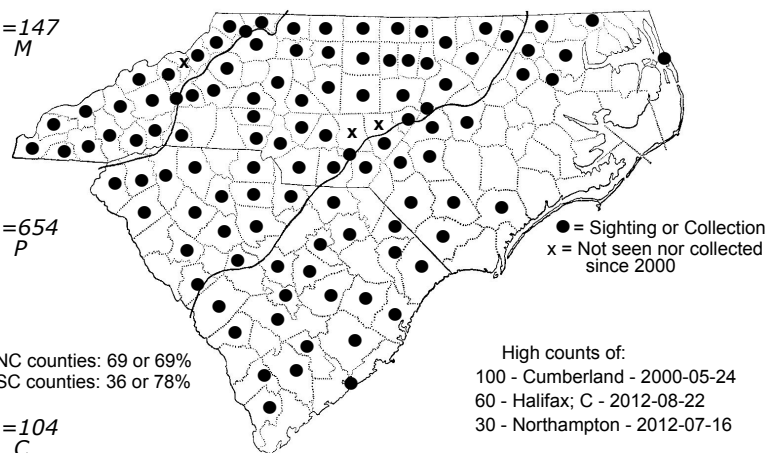 =147
M
=654
P
● = Sighting or Collection
x = Not seen nor collected
since 2000
NC counties: 69 or 69%
SC counties: 36 or 78%
High counts of:
100 - Cumberland - 2000-05-24
60 - Halifax; C - 2012-08-22
30 - Northampton - 2012-07-16
=104
C